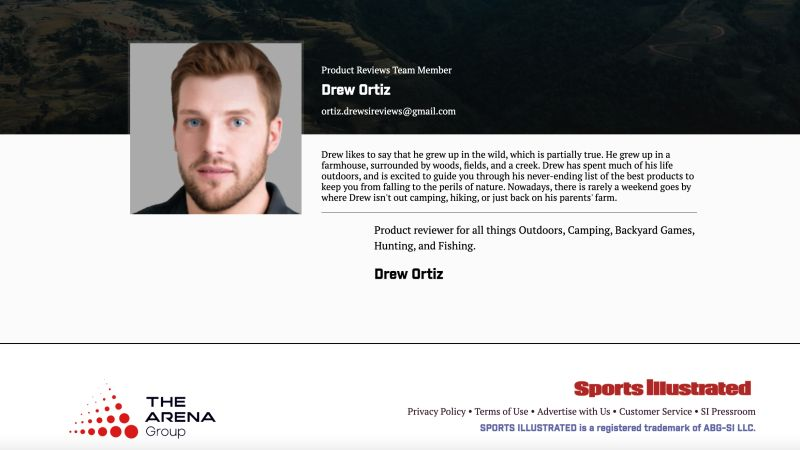 Product Reviews Team Member
Drew Ortiz
ortiz.drewsireviews@gmail.com
Drew likes to say that he grew up in the wild, which is partially true. He grew up in a
farmhouse, surrounded by woods, fields, and a creek. Drew has spent much of his life
outdoors, and is excited to guide you through his never-ending list of the best products to
keep you from falling to the perils of nature. Nowadays, there is rarely a weekend goes by
where Drew isn't out camping, hiking, or just back on his parents' farm.
Product reviewer for all things Outdoors, Camping, Backyard Games,
Hunting, and Fishing.
Drew Ortiz
THE
ARENA
Group
Sports Illustrated
Privacy Policy • Terms of Use • Advertise with Us • Customer Service • SI Pressroom
SPORTS ILLUSTRATED is a registered trademark of ABG-SI LLC.